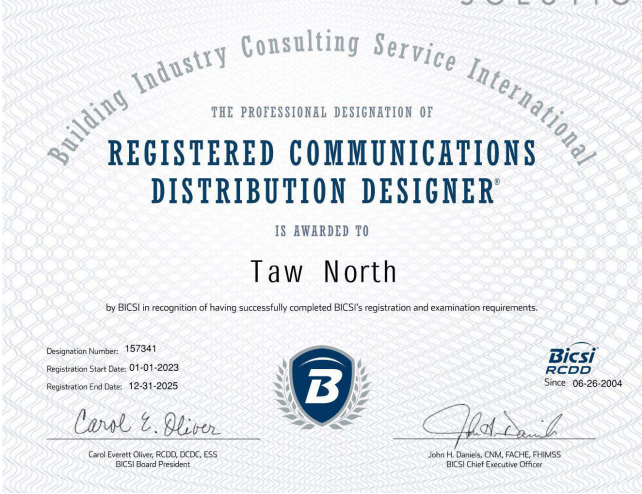 Building Industry Consulting Service International
THE PROFESSIONAL DESIGNATION OF
REGISTERED COMMUNICATIONS
DISTRIBUTION DESIGNER®
IS AWARDED TO
Taw North
by BICSI in recognition of having successfully completed BICSI's registration and examination requirements.
Designation Number: 157341
Registration Start Date: 01-01-2023
Registration End Date: 12-31-2025
B
Bicsi
RCDD
Since 06-26-2004
Carol E. Oliver
Carol Everett Oliver, RCDD, DCDC, ESS
BICSI Board President
John H. Daniels
John H. Daniels, CNM, FACHE, FHIMSS
BICSI Chief Executive Officer